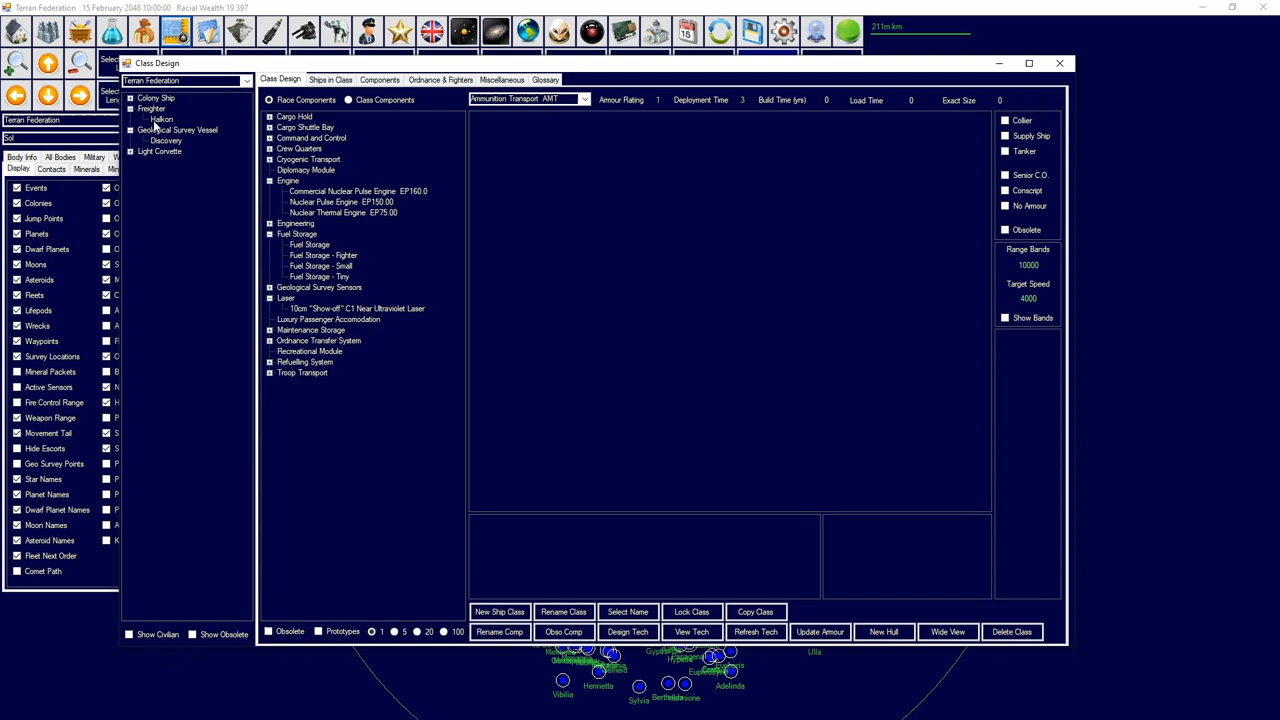 Terran Federation 15 February 2048 10:00:00 Racial Wealth 19 397
211m km
Terran Federation
Sol
Body Info All Bodies Military
Display Contacts Minerals
Events
Colonies
Jump Points
Planets
Dwarf Planets
Moons
Asteroids
Fleets
Lifepods
Wrecks
Waypoints
Survey Locations
Mineral Packets
Active Sensors
Fire Control Range
Weapon Range
Movement Tail
Hide Escorts
Geo Survey Points
Star Names
Planet Names
Dwarf Planet Names
Moon Names
Asteroid Names
Fleet Next Order
Comet Path
Class Design
Terran Federation
Colony Ship
Freighter
Halkon
Geological Survey Vessel
Discovery
Light Corvette
Show Civilian Show Obsolete
Class Design Ships in Class Components Ordnance & Fighters Miscellaneous Glossary
Race Components Class Components
Ammunition Transport AMT Armour Rating 1 Deployment Time 3 Build Time (yrs) 0 Load Time 0 Exact Size 0
Cargo Hold
Cargo Shuttle Bay
Command and Control
Crew Quarters
Cryogenic Transport
Diplomacy Module
Engine
Commercial Nuclear Pulse Engine EP160.0
Nuclear Pulse Engine EP150.00
Nuclear Thermal Engine EP75.00
Engineering
Fuel Storage
Fuel Storage
Fuel Storage - Fighter
Fuel Storage - Small
Fuel Storage - Tiny
Geological Survey Sensors
Laser
10cm "Show-off" C1 Near Ultraviolet Laser
Luxury Passenger Accomodation
Maintenance Storage
Ordnance Transfer System
Recreational Module
Refuelling System
Troop Transport
Collier
Supply Ship
Tanker
Senior C.O.
Conscript
No Armour
Obsolete
Range Bands
10000
Target Speed
4000
Show Bands
New Ship Class Rename Class Select Name Lock Class Copy Class
Obsolete Prototypes 1 5 20 100
Rename Comp Obso Comp Design Tech View Tech Refresh Tech Update Armour New Hull Wide View Delete Class
Ulla
Vibilia
Henrietta
Sylvia
Adelinda